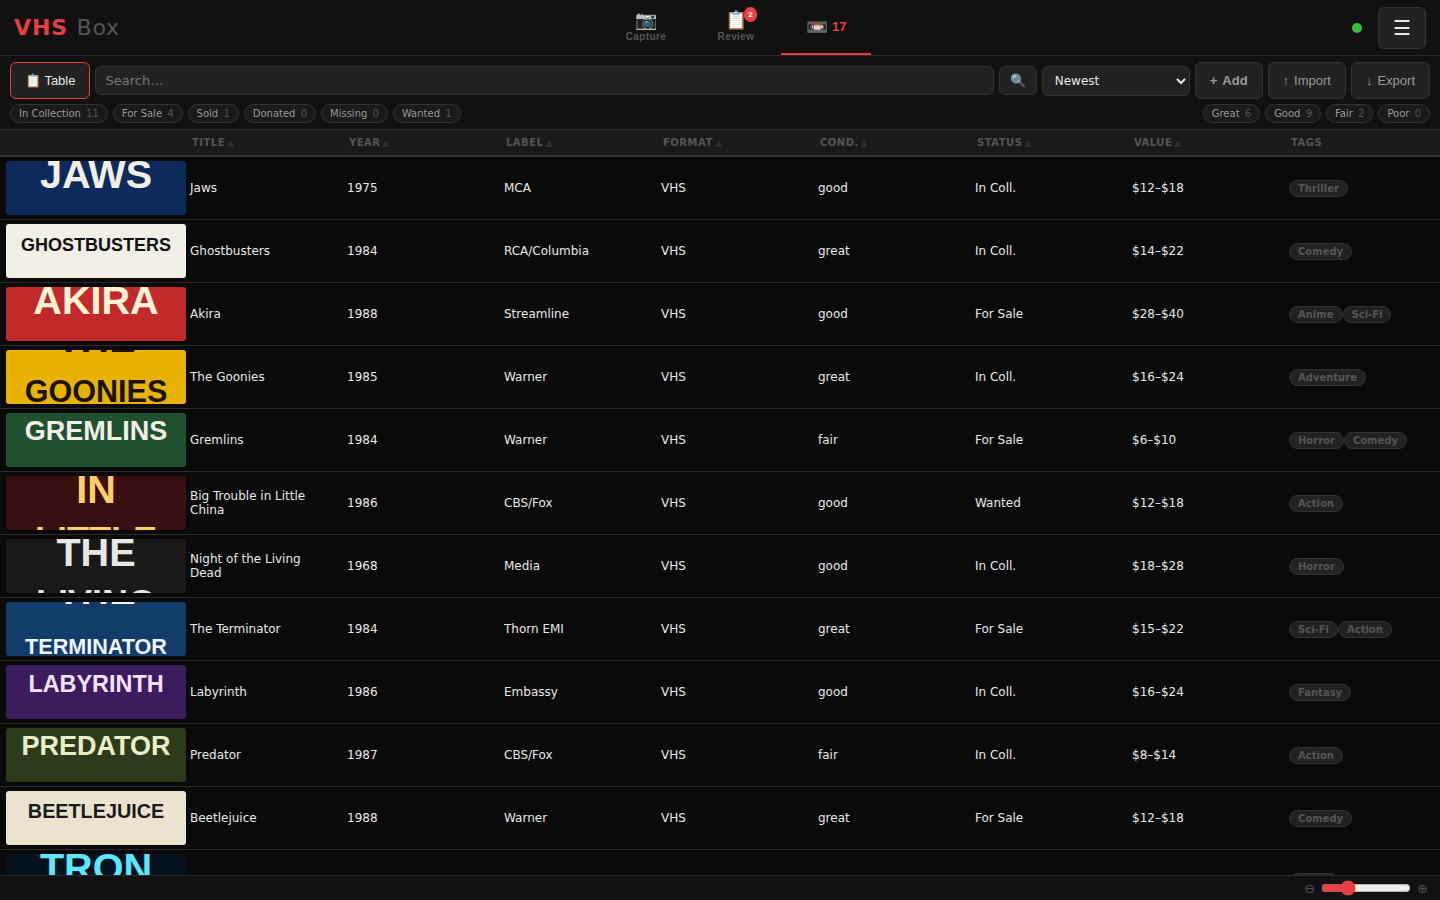 VHS Box
Capture
Review
2
17
Table
Search...
Newest
+ Add
↑ Import
↓ Export
In Collection 11
For Sale 4
Sold 1
Donated 0
Missing 0
Wanted 1
Great 6
Good 9
Fair 2
Poor 0
TITLE▲ YEAR▲ LABEL▲ FORMAT▲ COND.▲ STATUS▲ VALUE▲ TAGS
JAWS
Jaws 1975 MCA VHS good In Coll. $12–$18 Thriller
GHOSTBUSTERS
Ghostbusters 1984 RCA/Columbia VHS great In Coll. $14–$22 Comedy
AKIRA
Akira 1988 Streamline VHS good For Sale $28–$40 Anime Sci-Fi
GOONIES
The Goonies 1985 Warner VHS great In Coll. $16–$24 Adventure
GREMLINS
Gremlins 1984 Warner VHS fair For Sale $6–$10 Horror Comedy
IN
Big Trouble in Little
China
1986 CBS/Fox VHS good Wanted $12–$18 Action
THE
Night of the Living
Dead
1968 Media VHS good In Coll. $18–$28 Horror
TERMINATOR
The Terminator 1984 Thorn EMI VHS great For Sale $15–$22 Sci-Fi Action
LABYRINTH
Labyrinth 1986 Embassy VHS good In Coll. $16–$24 Fantasy
PREDATOR
Predator 1987 CBS/Fox VHS fair In Coll. $8–$14 Action
BEETLEJUICE
Beetlejuice 1988 Warner VHS great For Sale $12–$18 Comedy
TRON